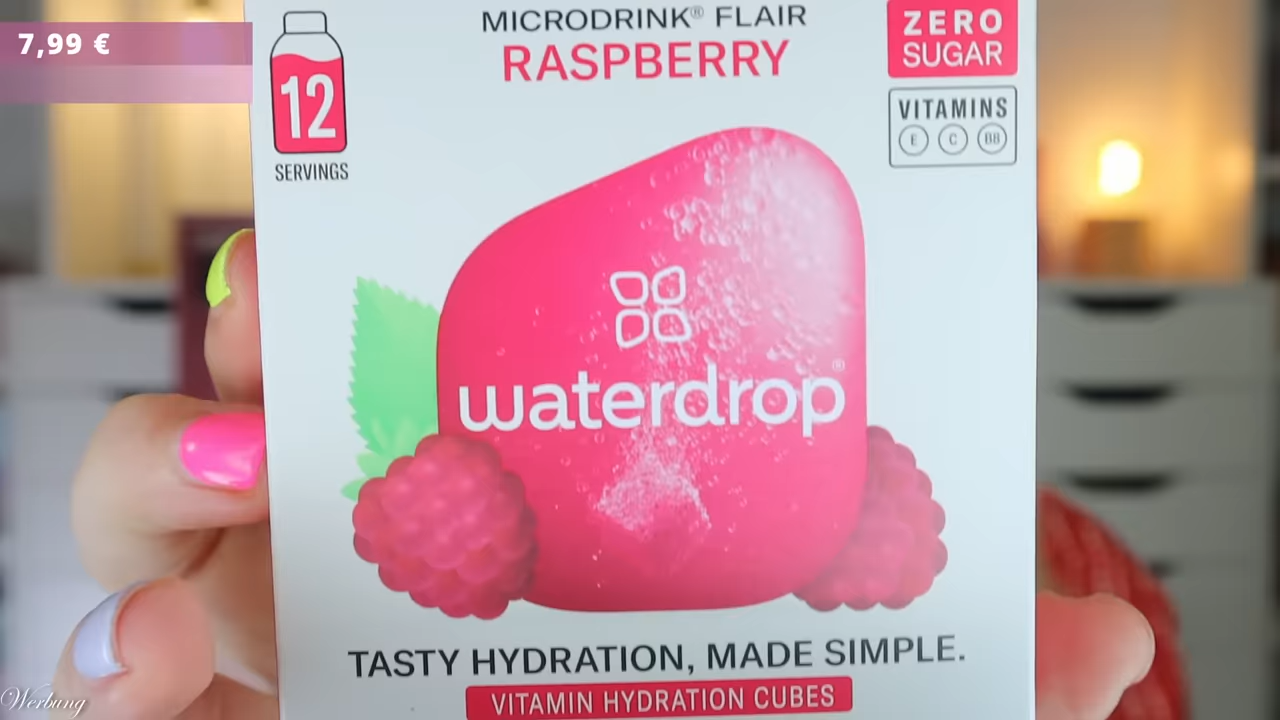 7,99 €
MICRODRINK® FLAIR
RASPBERRY
12
SERVINGS
ZERO
SUGAR
VITAMINS
E C B8
waterdrop®
TASTY HYDRATION, MADE SIMPLE.
VITAMIN HYDRATION CUBES
Werbung